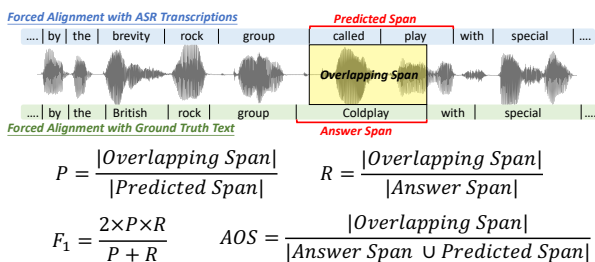 Forced Alignment with ASR Transcriptions
Predicted Span
.... by the brevity rock group called play with special ....
Overlapping Span
.... by the British rock group Coldplay with special ....
Forced Alignment with Ground Truth Text
Answer Span
P = |Overlapping Span| / |Predicted Span| R = |Overlapping Span| / |Answer Span|
F₁ = 2×P×R / P + R AOS = |Overlapping Span| / |Answer Span ∪ Predicted Span|